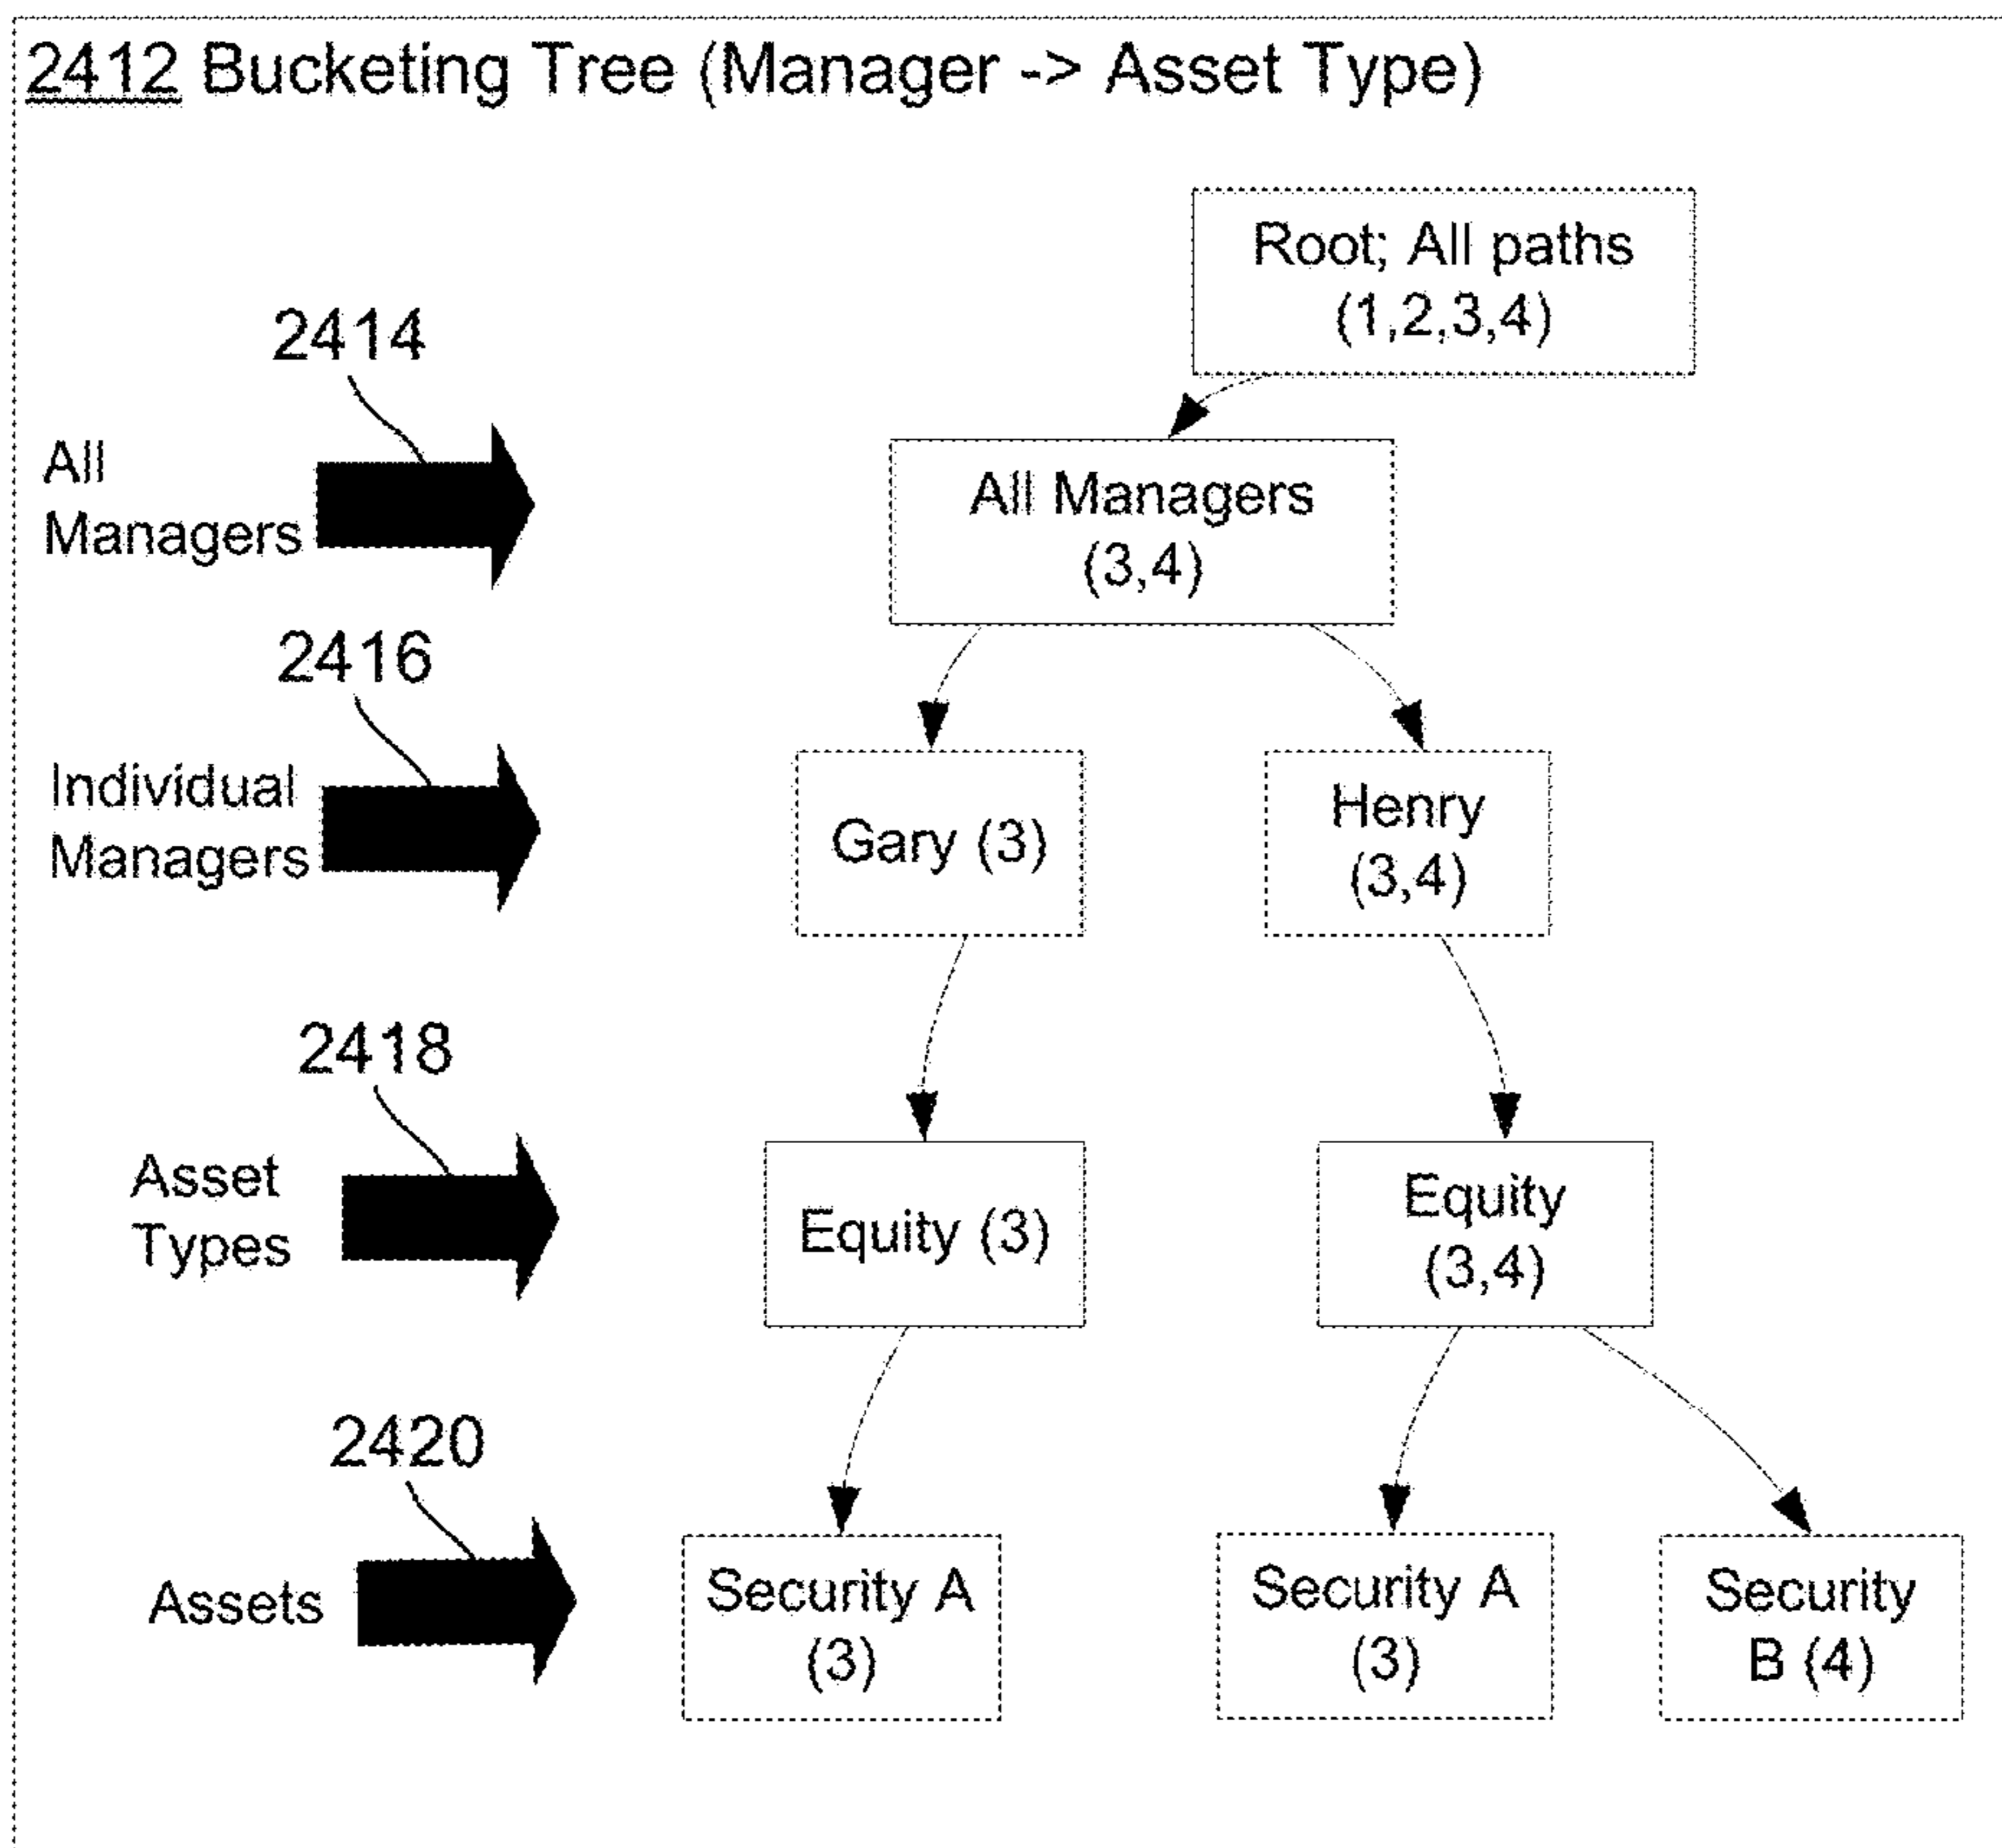 2412 Bucketing Tree (Manager -> Asset Type)
Root; All paths
(1,2,3,4)
2414
All
Managers
All Managers
(3,4)
2416
Individual
Managers
Gary (3)
Henry
(3,4)
2418
Asset
Types
Equity (3)
Equity
(3,4)
2420
Assets
Security A
(3)
Security A
(3)
Security
B (4)